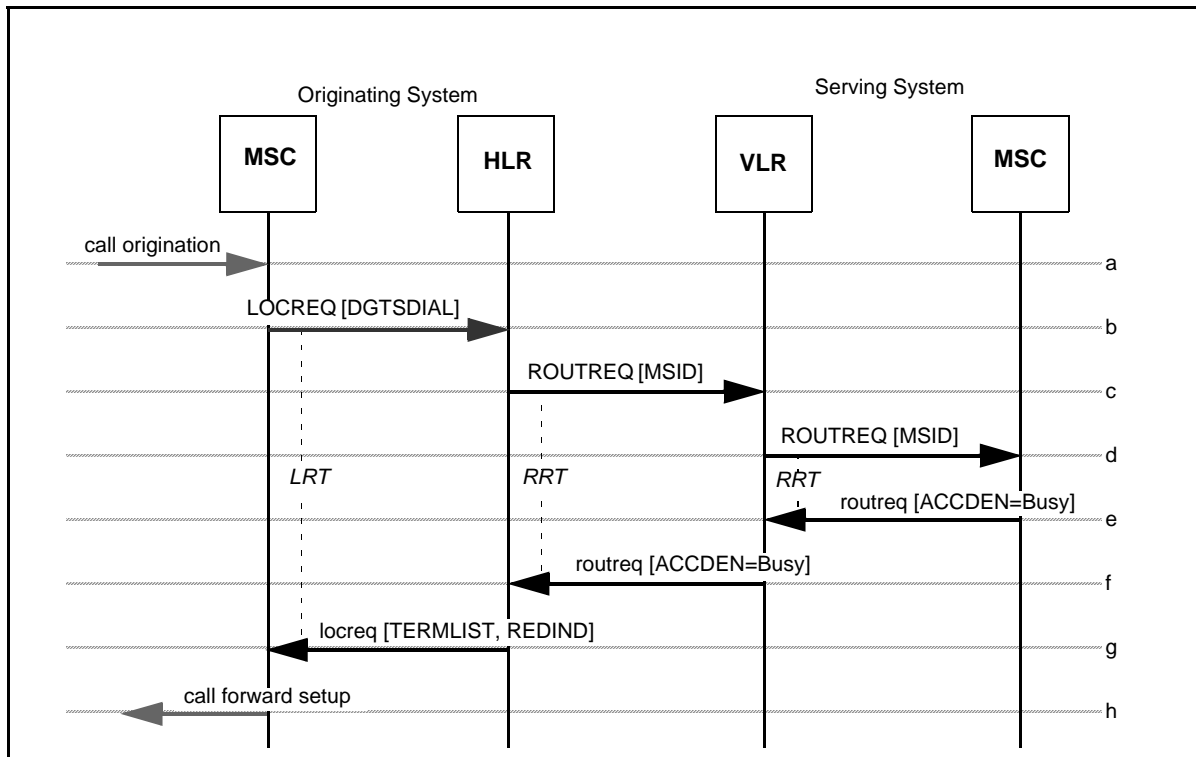 Originating System
Serving System
MSC
HLR
VLR
MSC
call origination
a
LOCREQ [DGTSDIAL]
b
ROUTREQ [MSID]
c
ROUTREQ [MSID]
d
LRT
RRT
RRT
routreq [ACCDEN=Busy]
e
routreq [ACCDEN=Busy]
f
locreq [TERMLIST, REDIND]
g
call forward setup
h